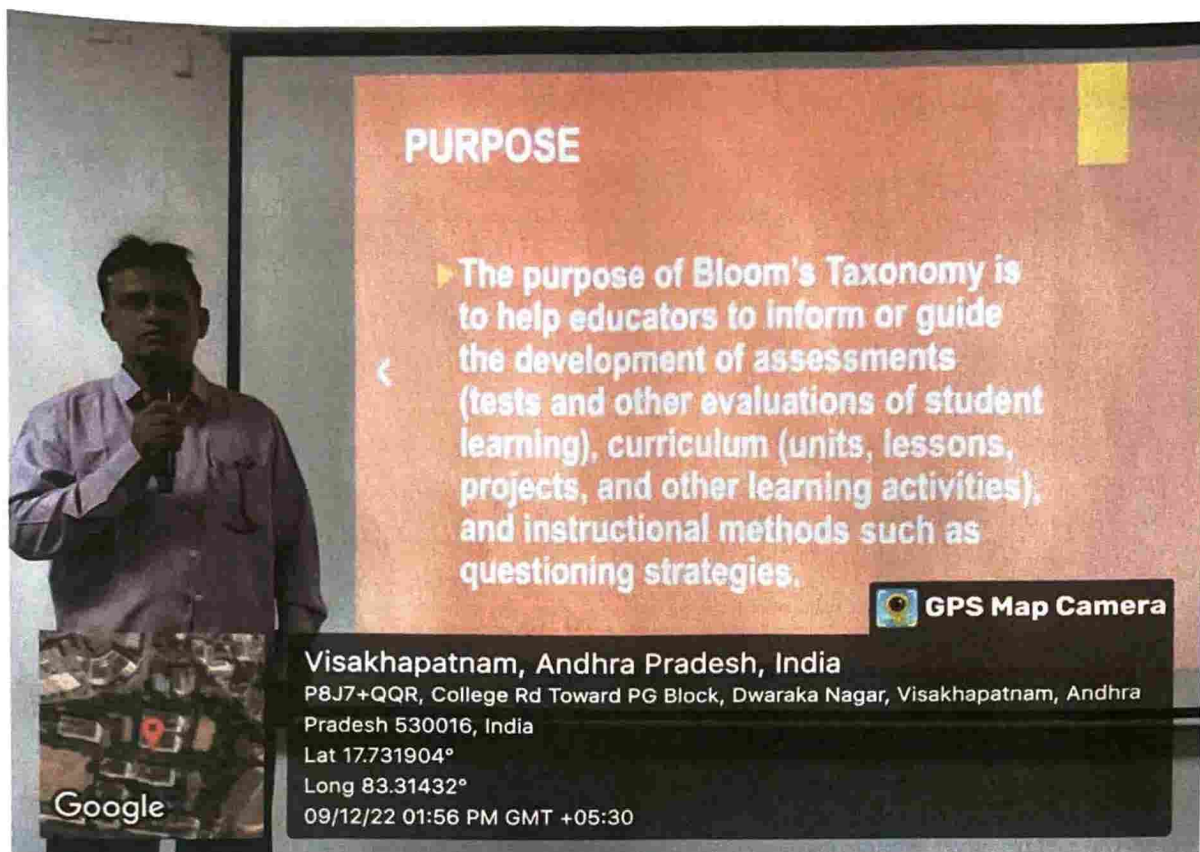 PURPOSE
The purpose of Bloom's Taxonomy is
to help educators to inform or guide
the development of assessments
(tests and other evaluations of student
learning), curriculum (units, lessons,
projects, and other learning activities),
and instructional methods such as
questioning strategies.
GPS Map Camera
Visakhapatnam, Andhra Pradesh, India
P8J7+QQR, College Rd Toward PG Block, Dwaraka Nagar, Visakhapatnam, Andhra
Pradesh 530016, India
Lat 17.731904°
Long 83.31432°
09/12/22 01:56 PM GMT +05:30
Google